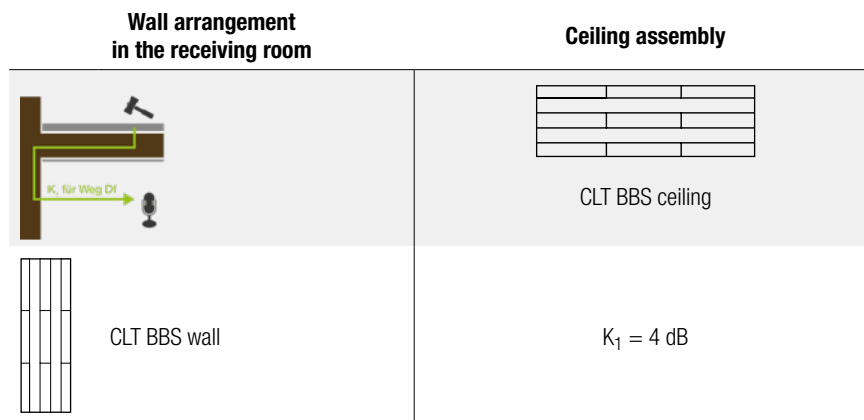 Wall arrangement
in the receiving room
Ceiling assembly
K, für Weg Df
CLT BBS ceiling
CLT BBS wall
K₁ = 4 dB